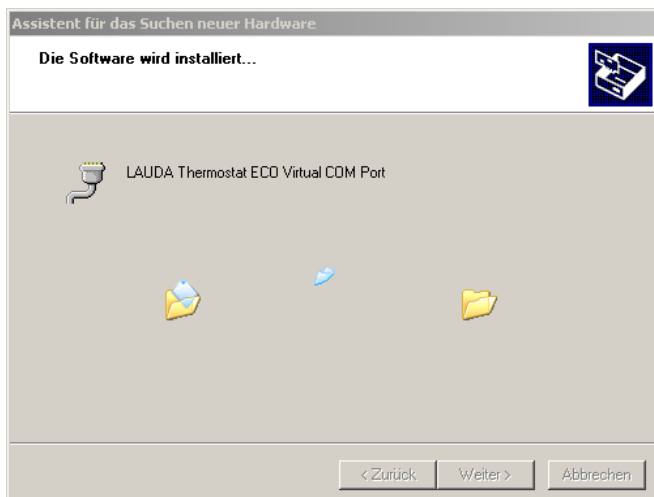 Assistent für das Suchen neuer Hardware
Die Software wird installiert...
LAUDA Thermostat ECO Virtual COM Port
< Zurück
Weiter >
Abbrechen